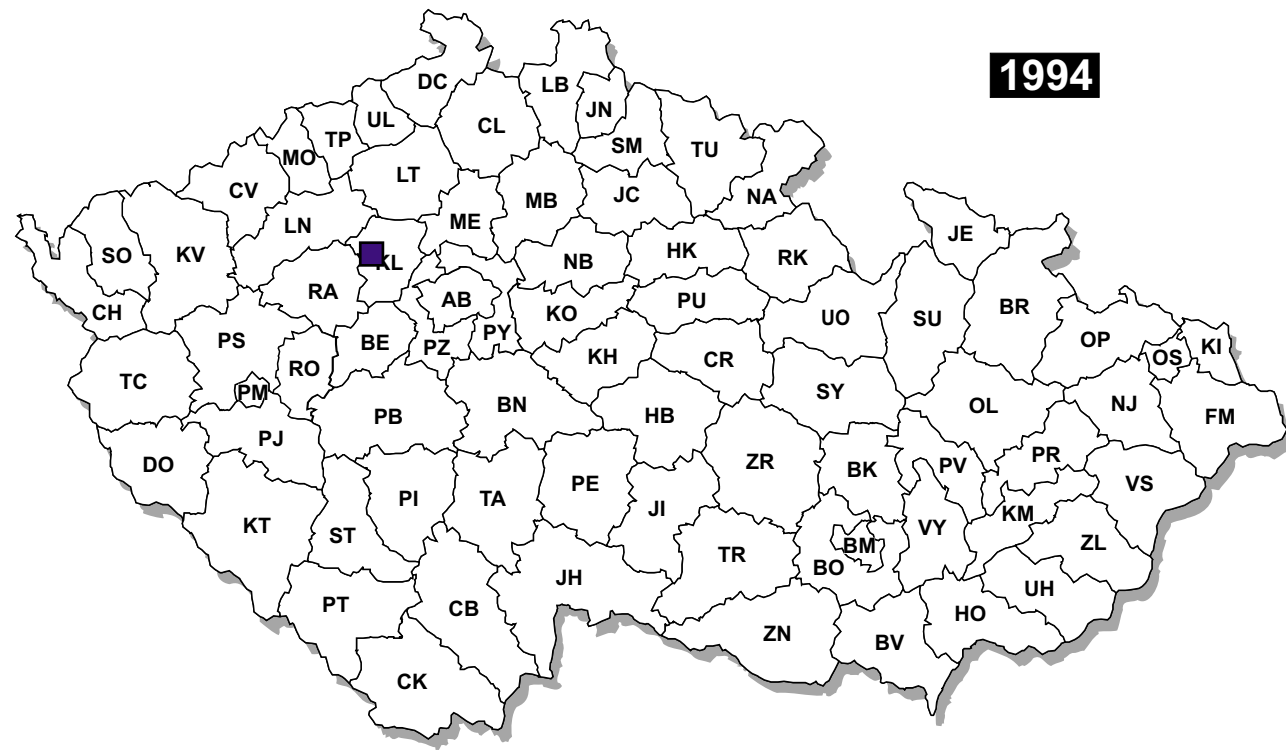 1994
DC
LB
JN
UL
CL
TP
SM
TU
MO
LT
CV
JC
NA
MB
ME
LN
JE
SO
KV
HK
RK
NB
KL
RA
AB
PU
BR
CH
KO
UO
SU
PY
PS
BE
PZ
OP
KI
KH
CR
OS
RO
TC
PM
SY
BN
OL
NJ
PB
HB
FM
PJ
PR
DO
ZR
PV
BK
PE
VS
PI
TA
JI
KM
KT
VY
ST
ZL
BM
TR
BO
JH
UH
PT
CB
HO
ZN
BV
CK